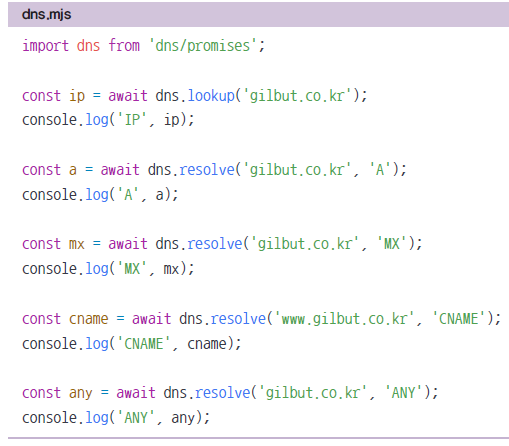 dns.mjs
import dns from 'dns/promises';
const ip = await dns.lookup('gilbut.co.kr');
console.log('IP', ip);
const a = await dns.resolve('gilbut.co.kr', 'A');
console.log('A', a);
const mx = await dns.resolve('gilbut.co.kr', 'MX');
console.log('MX', mx);
const cname = await dns.resolve('www.gilbut.co.kr', 'CNAME');
console.log('CNAME', cname);
const any = await dns.resolve('gilbut.co.kr', 'ANY');
console.log('ANY', any);